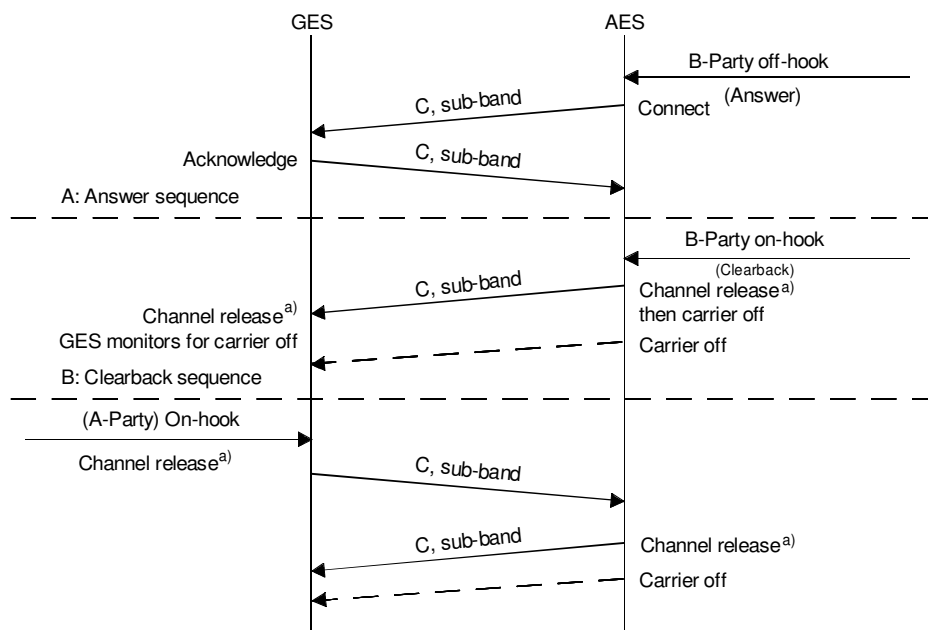 GES
AES
B-Party off-hook
(Answer)
C, sub-band
Connect
Acknowledge
C, sub-band
A: Answer sequence
B-Party on-hook
(Clearback)
C, sub-band
Channel release a)
then carrier off
Channel release a)
GES monitors for carrier off
Carrier off
B: Clearback sequence
(A-Party) On-hook
Channel release a)
C, sub-band
C, sub-band
Channel release a)
Carrier off